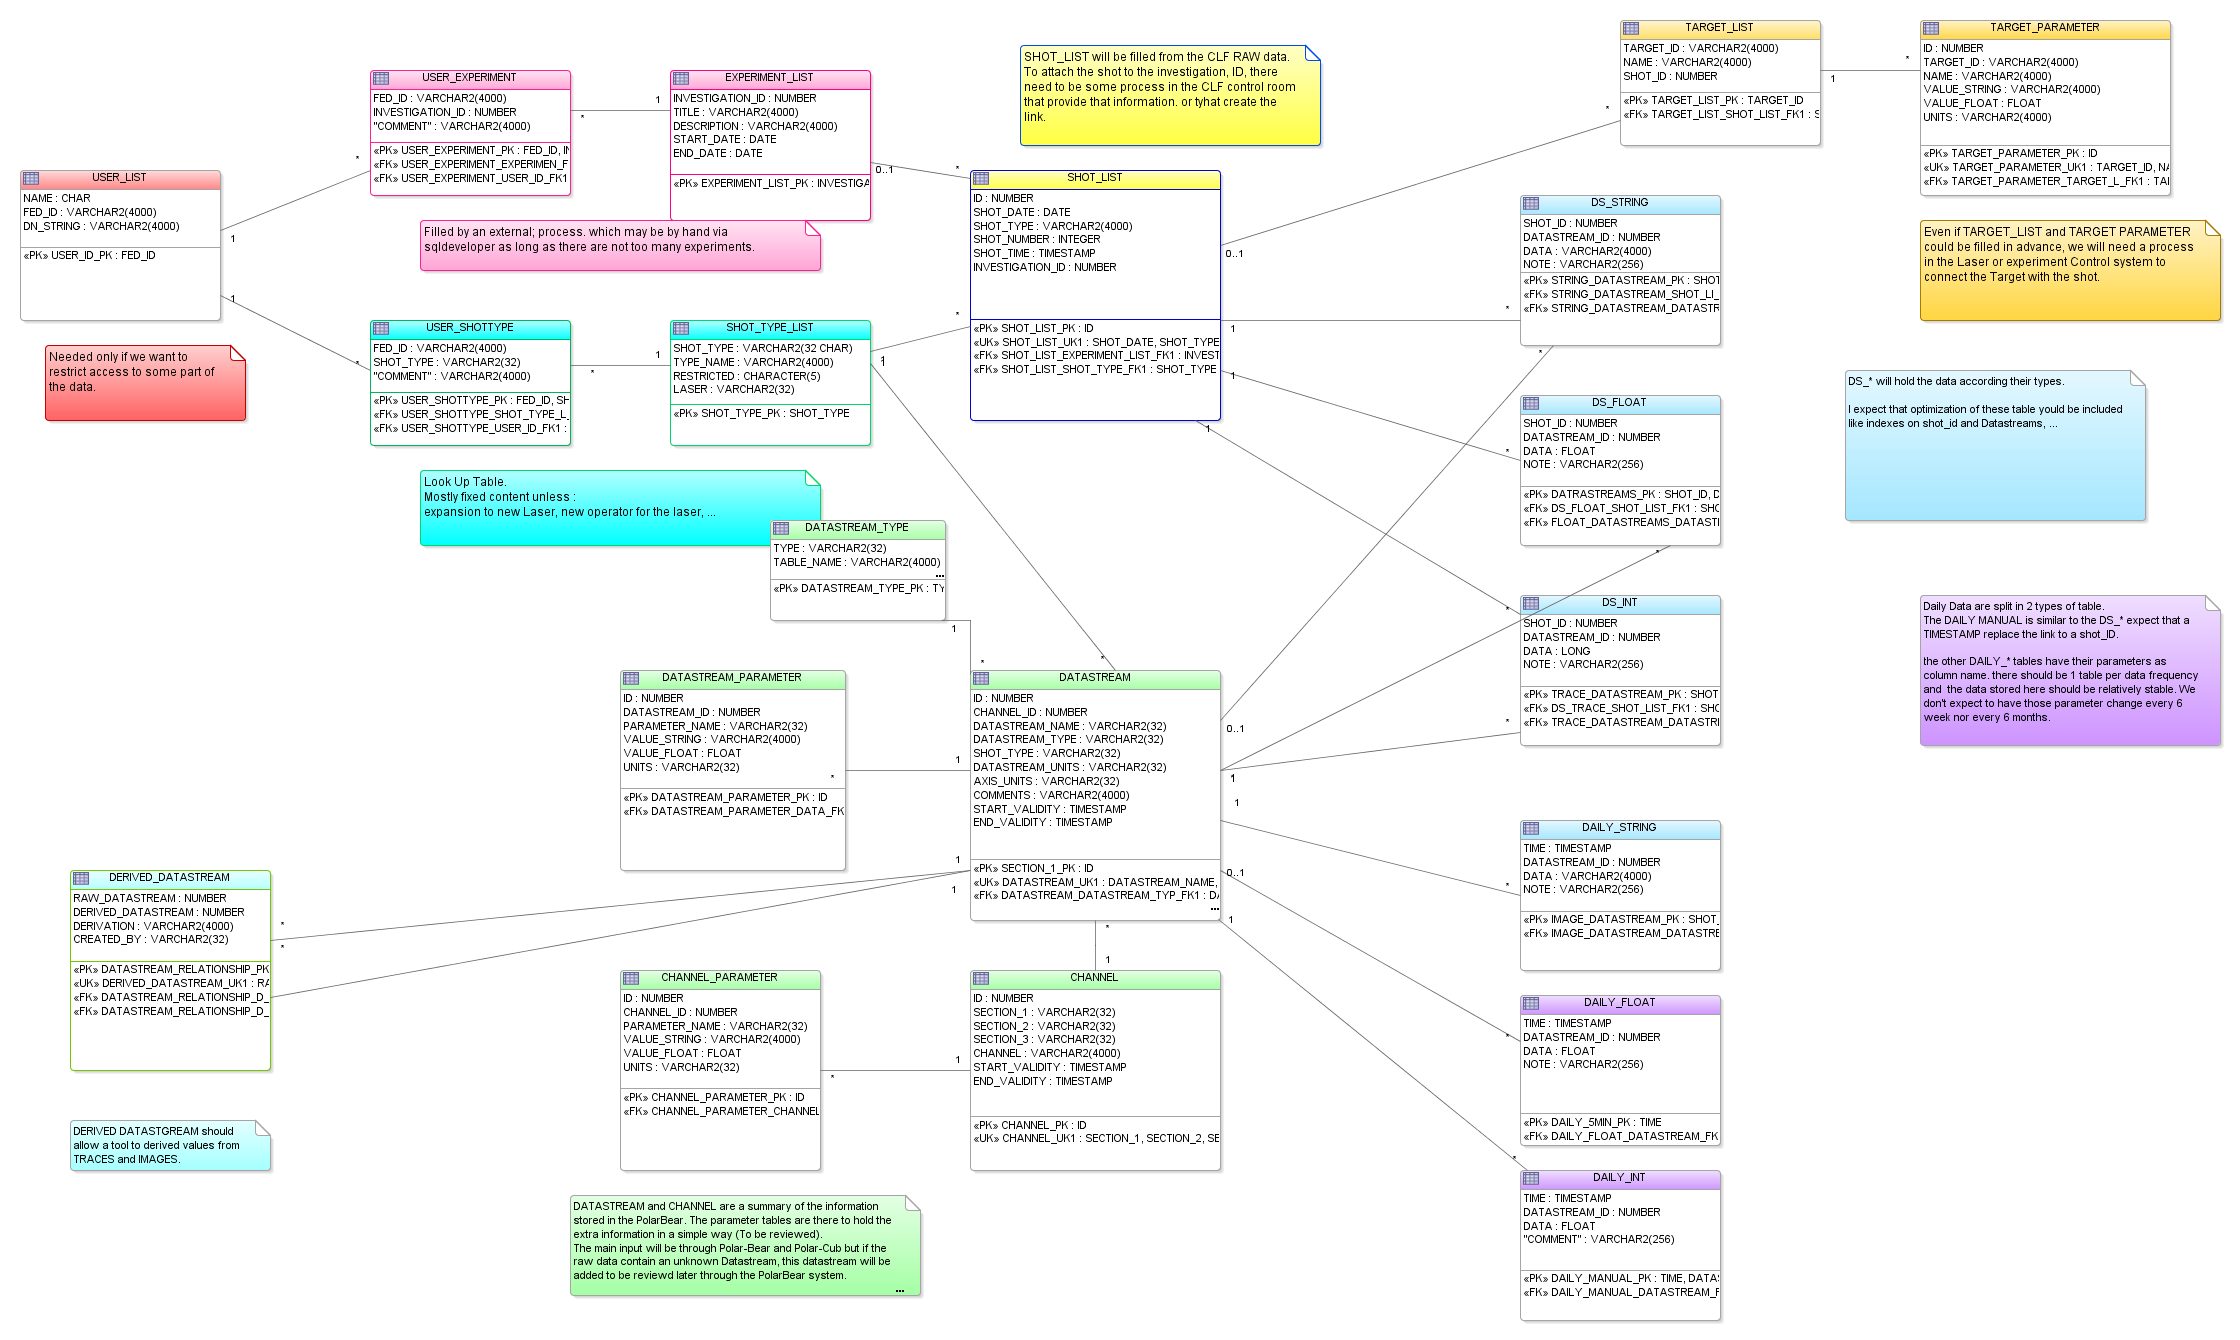 USER_LIST
NAME : CHAR
FED_ID : VARCHAR2(4000)
DN_STRING : VARCHAR2(4000)
«PK» USER_ID_PK : FED_ID
Needed only if we want to
restrict access to some part of
the data.
USER_EXPERIMENT
FED_ID : VARCHAR2(4000)
INVESTIGATION_ID : NUMBER
"COMMENT" : VARCHAR2(4000)
«PK» USER_EXPERIMENT_PK : FED_ID, IN
«FK» USER_EXPERIMENT_EXPERIMEN_F
«FK» USER_EXPERIMENT_USER_ID_FK1
EXPERIMENT_LIST
INVESTIGATION_ID : NUMBER
TITLE : VARCHAR2(4000)
DESCRIPTION : VARCHAR2(4000)
START_DATE : DATE
END_DATE : DATE
«PK» EXPERIMENT_LIST_PK : INVESTIGA
Filled by an external; process. which may be by hand via
sqldeveloper as long as there are not too many experiments.
USER_SHOTTYPE
FED_ID : VARCHAR2(4000)
SHOT_TYPE : VARCHAR2(32)
"COMMENT" : VARCHAR2(4000)
«PK» USER_SHOTTYPE_PK : FED_ID, SH
«FK» USER_SHOTTYPE_SHOT_TYPE_L_
«FK» USER_SHOTTYPE_USER_ID_FK1 :
SHOT_TYPE_LIST
SHOT_TYPE : VARCHAR2(32 CHAR)
TYPE_NAME : VARCHAR2(4000)
RESTRICTED : CHARACTER(5)
LASER : VARCHAR2(32)
«PK» SHOT_TYPE_PK : SHOT_TYPE
Look Up Table.
Mostly fixed content unless :
expansion to new Laser, new operator for the laser, ...
SHOT_LIST will be filled from the CLF RAW data.
To attach the shot to the investigation, ID, there
need to be some process in the CLF control room
that provide that information. or tyhat create the
link.
SHOT_LIST
ID : NUMBER
SHOT_DATE : DATE
SHOT_TYPE : VARCHAR2(4000)
SHOT_NUMBER : INTEGER
SHOT_TIME : TIMESTAMP
INVESTIGATION_ID : NUMBER
«PK» SHOT_LIST_PK : ID
«UK» SHOT_LIST_UK1 : SHOT_DATE, SHOT_TYPE
«FK» SHOT_LIST_EXPERIMENT_LIST_FK1 : INVEST
«FK» SHOT_LIST_SHOT_TYPE_FK1 : SHOT_TYPE
TARGET_LIST
TARGET_ID : VARCHAR2(4000)
NAME : VARCHAR2(4000)
SHOT_ID : NUMBER
«PK» TARGET_LIST_PK : TARGET_ID
«FK» TARGET_LIST_SHOT_LIST_FK1 : S
TARGET_PARAMETER
ID : NUMBER
TARGET_ID : VARCHAR2(4000)
NAME : VARCHAR2(4000)
VALUE_STRING : VARCHAR2(4000)
VALUE_FLOAT : FLOAT
UNITS : VARCHAR2(4000)
«PK» TARGET_PARAMETER_PK : ID
«UK» TARGET_PARAMETER_UK1 : TARGET_ID, NA
«FK» TARGET_PARAMETER_TARGET_L_FK1 : TAI
Even if TARGET_LIST and TARGET PARAMETER
could be filled in advance, we will need a process
in the Laser or experiment Control system to
connect the Target with the shot.
DS_STRING
SHOT_ID : NUMBER
DATASTREAM_ID : NUMBER
DATA : VARCHAR2(4000)
NOTE : VARCHAR2(256)
«PK» STRING_DATASTREAM_PK : SHOT
«FK» STRING_DATASTREAM_SHOT_LI_
«FK» STRING_DATASTREAM_DATASTR
DS_FLOAT
SHOT_ID : NUMBER
DATASTREAM_ID : NUMBER
DATA : FLOAT
NOTE : VARCHAR2(256)
«PK» DATRASTREAMS_PK : SHOT_ID, D
«FK» DS_FLOAT_SHOT_LIST_FK1 : SHO
«FK» FLOAT_DATASTREAMS_DATASTI
DS_* will hold the data according their types.
I expect that optimization of these table yould be included
like indexes on shot_id and Datastreams, ...
DS_INT
SHOT_ID : NUMBER
DATASTREAM_ID : NUMBER
DATA : LONG
NOTE : VARCHAR2(256)
«PK» TRACE_DATASTREAM_PK : SHOT
«FK» DS_TRACE_SHOT_LIST_FK1 : SHO
«FK» TRACE_DATASTREAM_DATASTRI
Daily Data are split in 2 types of table.
The DAILY MANUAL is similar to the DS_* expect that a
TIMESTAMP replace the link to a shot_ID.
the other DAILY_* tables have their parameters as
column name. there should be 1 table per data frequency
and the data stored here should be relatively stable. We
don't expect to have those parameter change every 6
week nor every 6 months.
DATASTREAM_TYPE
TYPE : VARCHAR2(32)
TABLE_NAME : VARCHAR2(4000)
...
«PK» DATASTREAM_TYPE_PK : TY
DATASTREAM_PARAMETER
ID : NUMBER
DATASTREAM_ID : NUMBER
PARAMETER_NAME : VARCHAR2(32)
VALUE_STRING : VARCHAR2(4000)
VALUE_FLOAT : FLOAT
UNITS : VARCHAR2(32)
«PK» DATASTREAM_PARAMETER_PK : ID
«FK» DATASTREAM_PARAMETER_DATA_FK
DATASTREAM
ID : NUMBER
CHANNEL_ID : NUMBER
DATASTREAM_NAME : VARCHAR2(32)
DATASTREAM_TYPE : VARCHAR2(32)
SHOT_TYPE : VARCHAR2(32)
DATASTREAM_UNITS : VARCHAR2(32)
AXIS_UNITS : VARCHAR2(32)
COMMENTS : VARCHAR2(4000)
START_VALIDITY : TIMESTAMP
END_VALIDITY : TIMESTAMP
«PK» SECTION_1_PK : ID
«UK» DATASTREAM_UK1 : DATASTREAM_NAME,
«FK» DATASTREAM_DATASTREAM_TYP_FK1 : DA
...
DERIVED_DATASTREAM
RAW_DATASTREAM : NUMBER
DERIVED_DATASTREAM : NUMBER
DERIVATION : VARCHAR2(4000)
CREATED_BY : VARCHAR2(32)
«PK» DATASTREAM_RELATIONSHIP_PK
«UK» DERIVED_DATASTREAM_UK1 : RA
«FK» DATASTREAM_RELATIONSHIP_D_
«FK» DATASTREAM_RELATIONSHIP_D_
DERIVED DATASTGREAM should
allow a tool to derived values from
TRACES and IMAGES.
CHANNEL_PARAMETER
ID : NUMBER
CHANNEL_ID : NUMBER
PARAMETER_NAME : VARCHAR2(32)
VALUE_STRING : VARCHAR2(4000)
VALUE_FLOAT : FLOAT
UNITS : VARCHAR2(32)
«PK» CHANNEL_PARAMETER_PK : ID
«FK» CHANNEL_PARAMETER_CHANNEL
CHANNEL
ID : NUMBER
SECTION_1 : VARCHAR2(32)
SECTION_2 : VARCHAR2(32)
SECTION_3 : VARCHAR2(32)
CHANNEL : VARCHAR2(4000)
START_VALIDITY : TIMESTAMP
END_VALIDITY : TIMESTAMP
«PK» CHANNEL_PK : ID
«UK» CHANNEL_UK1 : SECTION_1, SECTION_2, SE
DATASTREAM and CHANNEL are a summary of the information
stored in the PolarBear. The parameter tables are there to hold the
extra information in a simple way (To be reviewed).
The main input will be through Polar-Bear and Polar-Cub but if the
raw data contain an unknown Datastream, this datastream will be
added to be reviewd later through the PolarBear system.
...
DAILY_STRING
TIME : TIMESTAMP
DATASTREAM_ID : NUMBER
DATA : VARCHAR2(4000)
NOTE : VARCHAR2(256)
«PK» IMAGE_DATASTREAM_PK : SHOT_
«FK» IMAGE_DATASTREAM_DATASTRE
DAILY_FLOAT
TIME : TIMESTAMP
DATASTREAM_ID : NUMBER
DATA : FLOAT
NOTE : VARCHAR2(256)
«PK» DAILY_5MIN_PK : TIME
«FK» DAILY_FLOAT_DATASTREAM_FK
DAILY_INT
TIME : TIMESTAMP
DATASTREAM_ID : NUMBER
DATA : FLOAT
"COMMENT" : VARCHAR2(256)
«PK» DAILY_MANUAL_PK : TIME, DATAS
«FK» DAILY_MANUAL_DATASTREAM_F